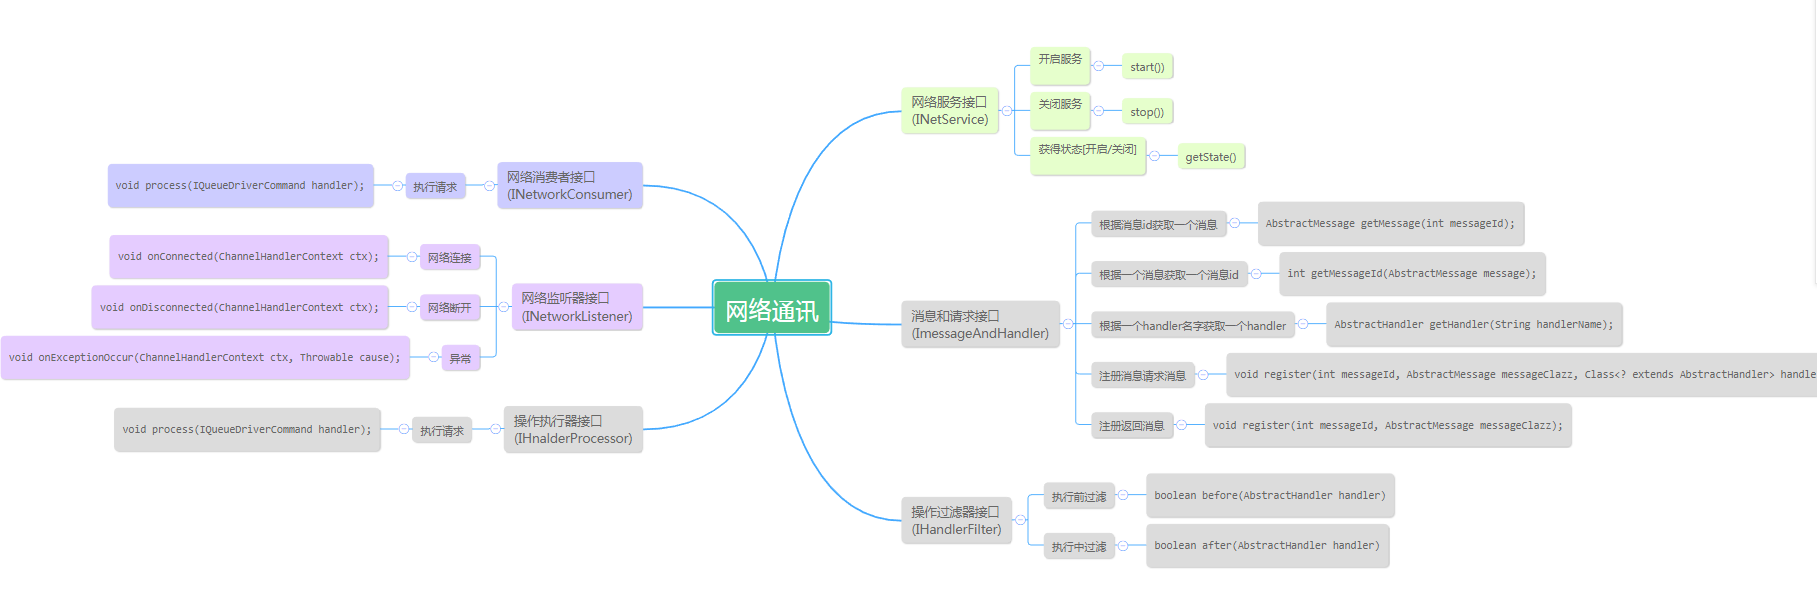 网络通讯
网络服务接口
(INetService)
开启服务
start())
关闭服务
stop())
获得状态[开启/关闭]
getState()
消息和请求接口
(ImessageAndHandler)
根据消息id获取一个消息
AbstractMessage getMessage(int messageId);
根据一个消息获取一个消息id
int getMessageId(AbstractMessage message);
根据一个handler名字获取一个handler
AbstractHandler getHandler(String handlerName);
注册消息请求消息
void register(int messageId, AbstractMessage messageClazz, Class<? extends AbstractHandler> handle
注册返回消息
void register(int messageId, AbstractMessage messageClazz);
操作过滤器接口
(IHandlerFilter)
执行前过滤
boolean before(AbstractHandler handler)
执行中过滤
boolean after(AbstractHandler handler)
网络消费者接口
(INetworkConsumer)
执行请求
void process(IQueueDriverCommand handler);
网络监听器接口
(INetworkListener)
网络连接
void onConnected(ChannelHandlerContext ctx);
网络断开
void onDisconnected(ChannelHandlerContext ctx);
异常
void onExceptionOccur(ChannelHandlerContext ctx, Throwable cause);
操作执行器接口
(IHnalderProcessor)
执行请求
void process(IQueueDriverCommand handler);